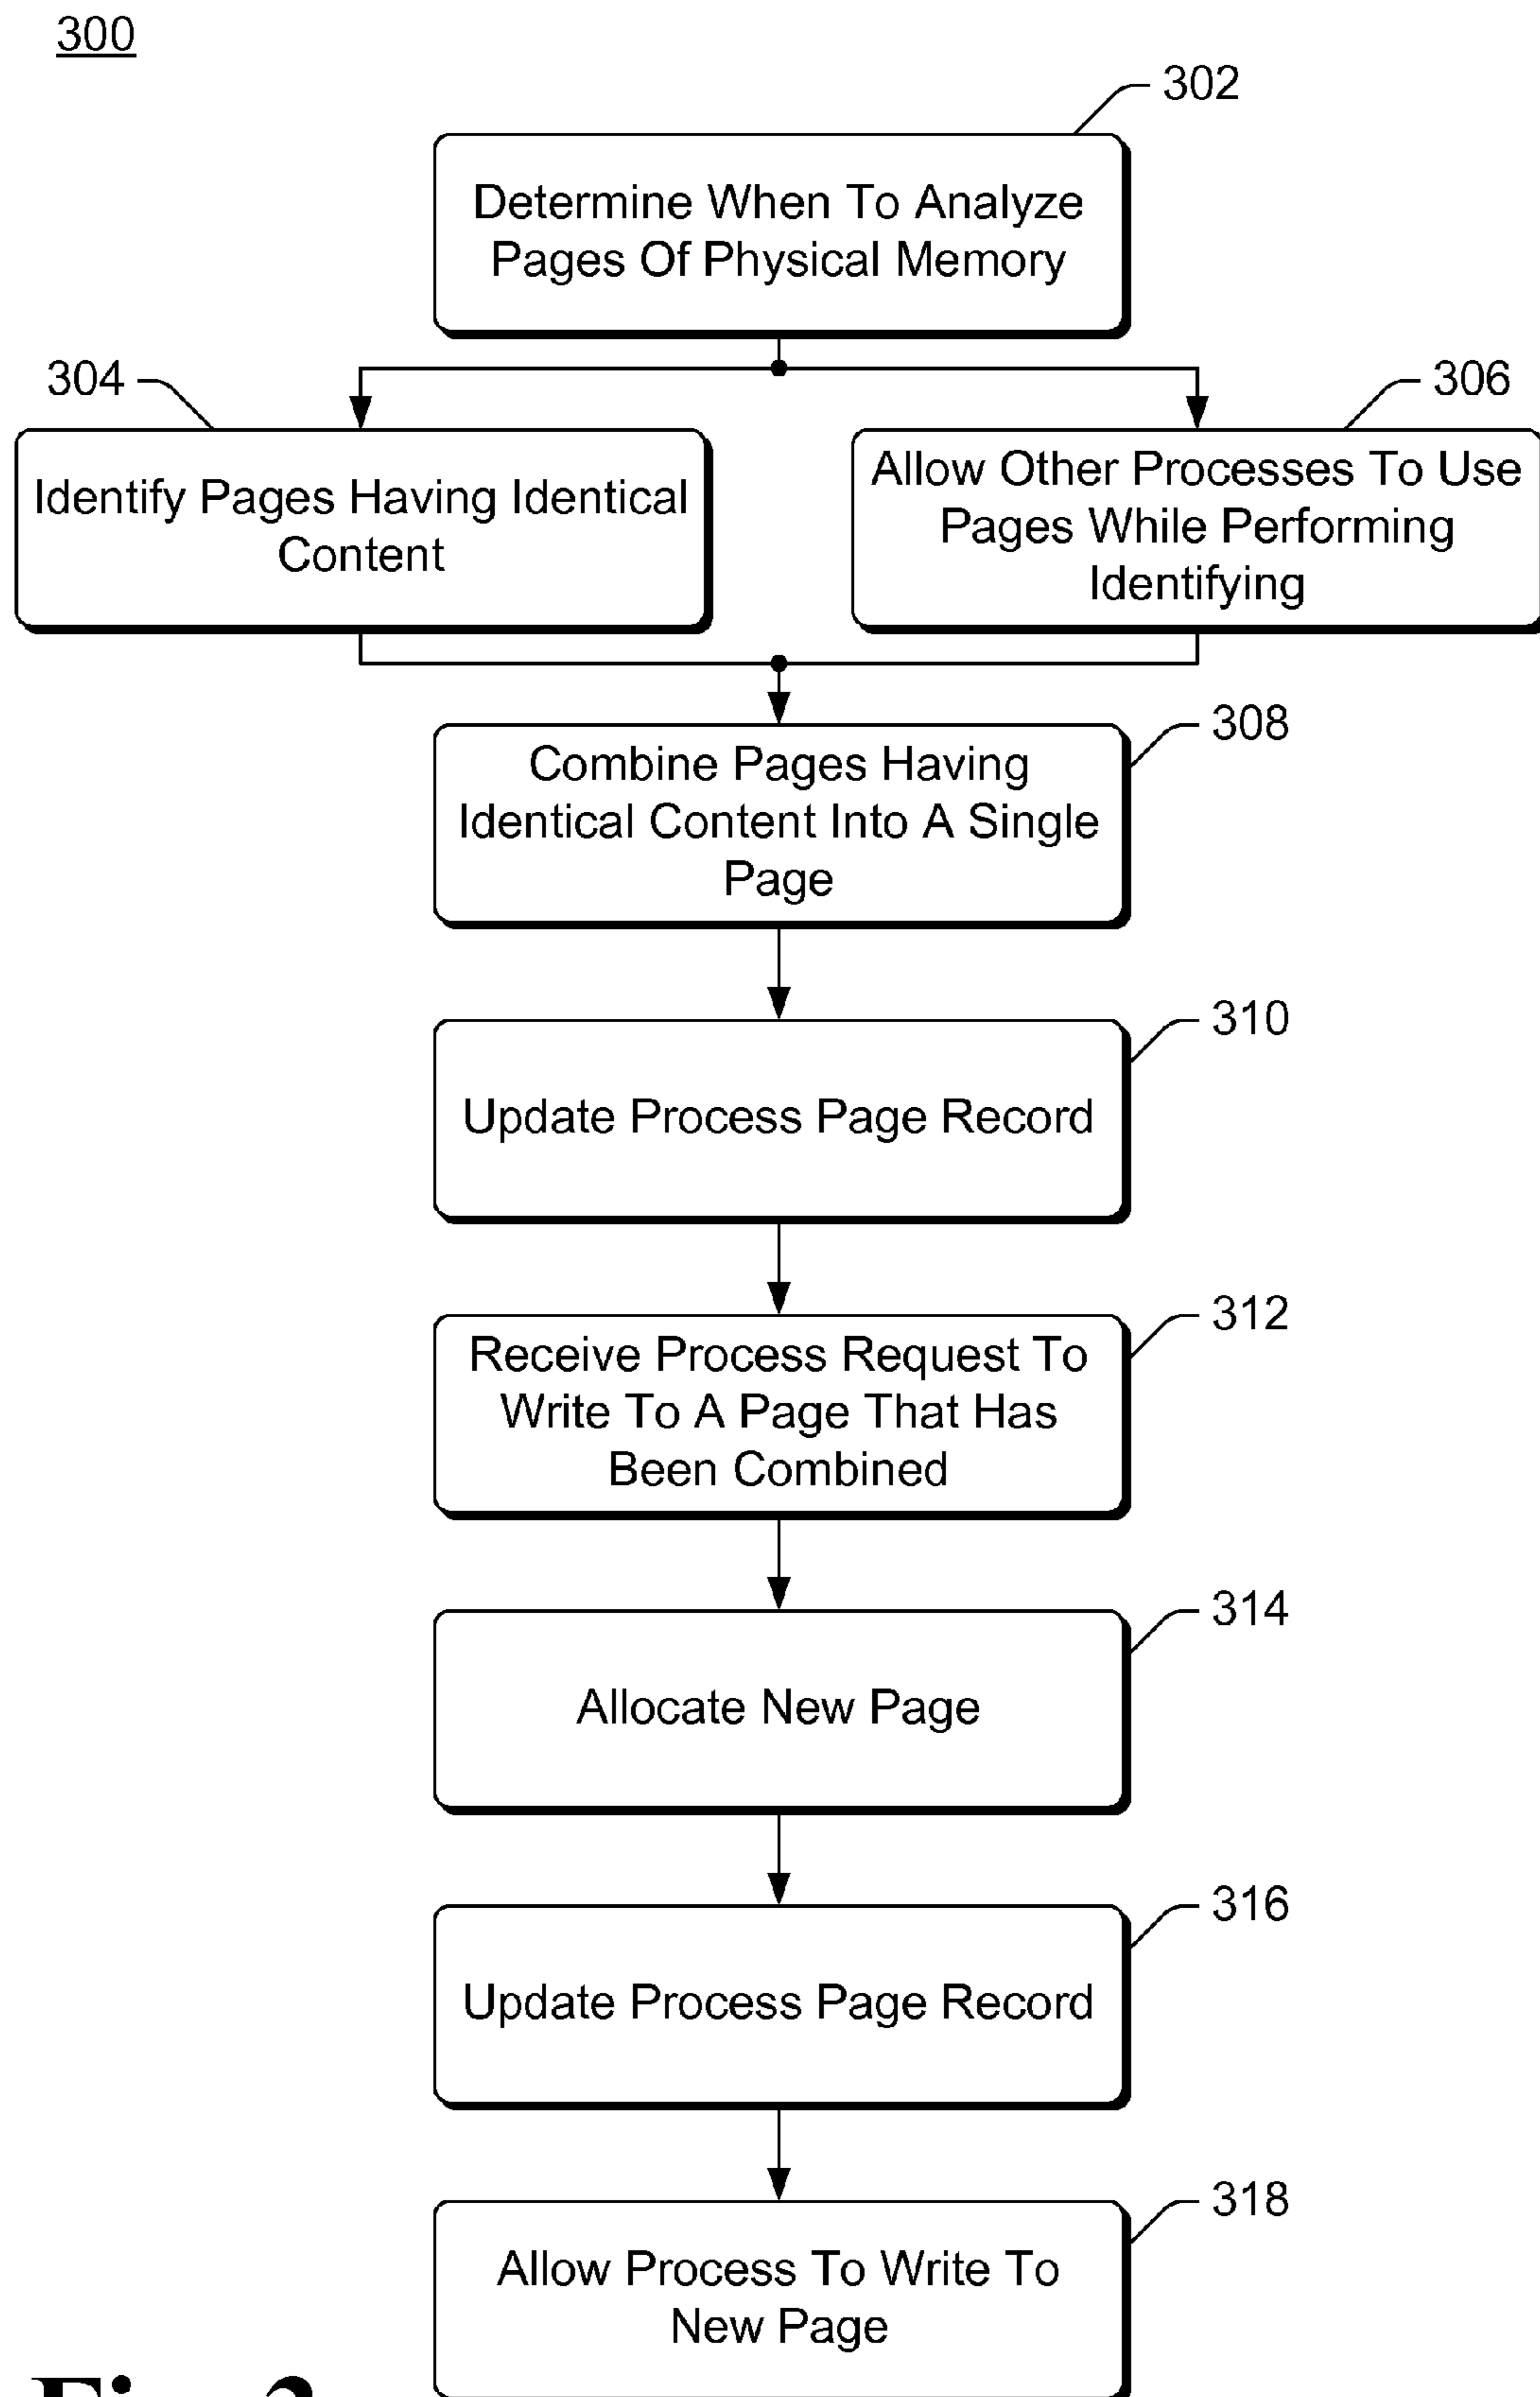 300
302
Determine When To Analyze
Pages Of Physical Memory
304
306
Identify Pages Having Identical
Content
Allow Other Processes To Use
Pages While Performing
Identifying
308
Combine Pages Having
Identical Content Into A Single
Page
310
Update Process Page Record
312
Receive Process Request To
Write To A Page That Has
Been Combined
314
Allocate New Page
316
Update Process Page Record
318
Allow Process To Write To
New Page